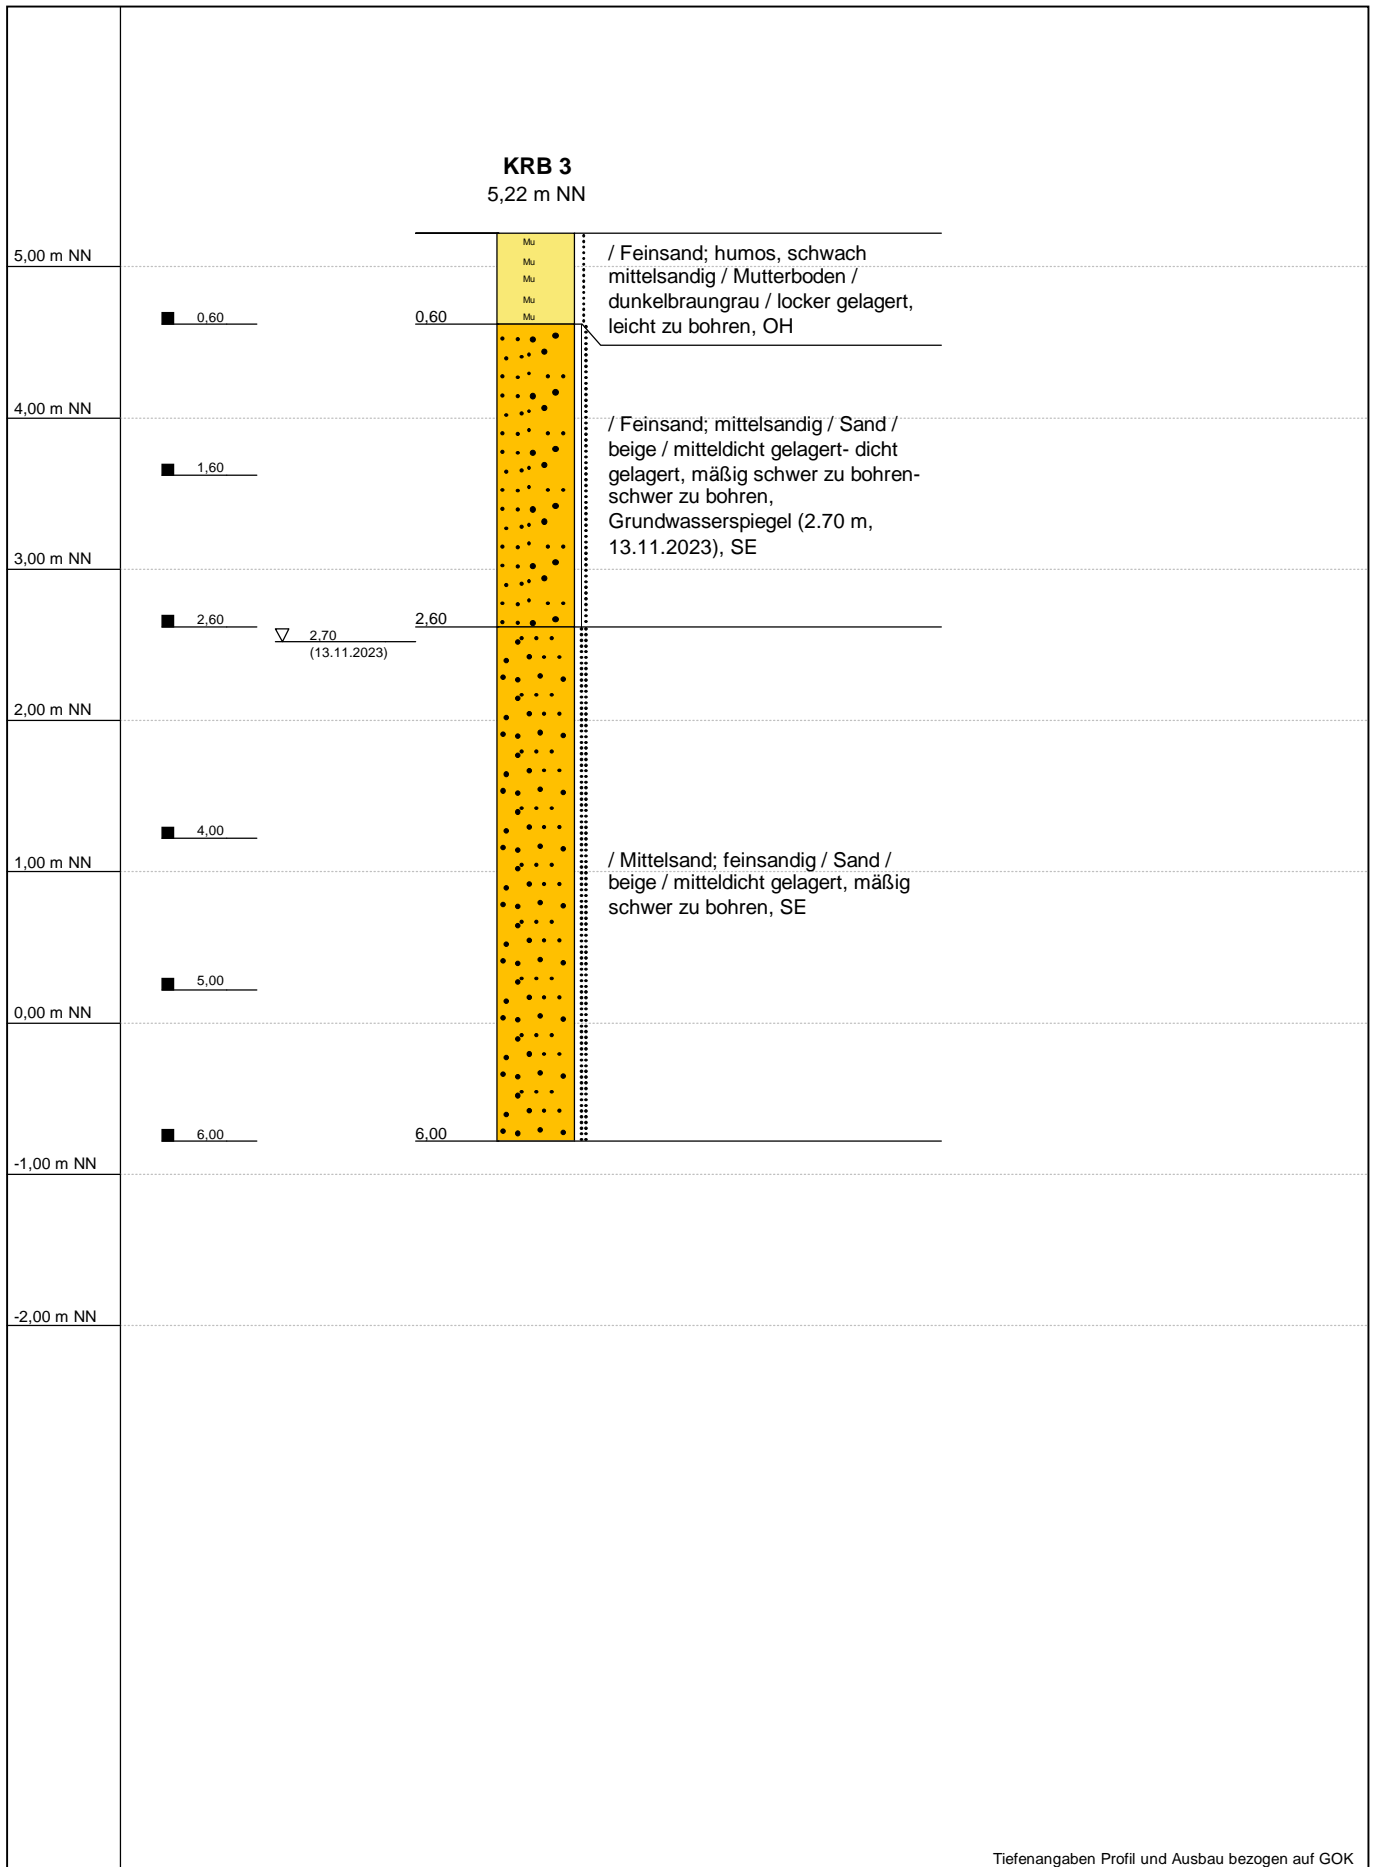 KRB 3
5,22 m NN
5,00 m NN
Mu
Mu
Mu
Mu
Mu
/ Feinsand; humos, schwach
mittelsandig / Mutterboden /
dunkelbraungrau / locker gelagert,
leicht zu bohren, OH
0,60
0,60
4,00 m NN
/ Feinsand; mittelsandig / Sand /
beige / mitteldicht gelagert- dicht
gelagert, mäßig schwer zu bohren-
schwer zu bohren,
Grundwasserspiegel (2.70 m,
13.11.2023), SE
1,60
3,00 m NN
2,60
2,60
2,70
(13.11.2023)
2,00 m NN
4,00
1,00 m NN
/ Mittelsand; feinsandig / Sand /
beige / mitteldicht gelagert, mäßig
schwer zu bohren, SE
5,00
0,00 m NN
6,00
6,00
-1,00 m NN
-2,00 m NN
Tiefenangaben Profil und Ausbau bezogen auf GOK